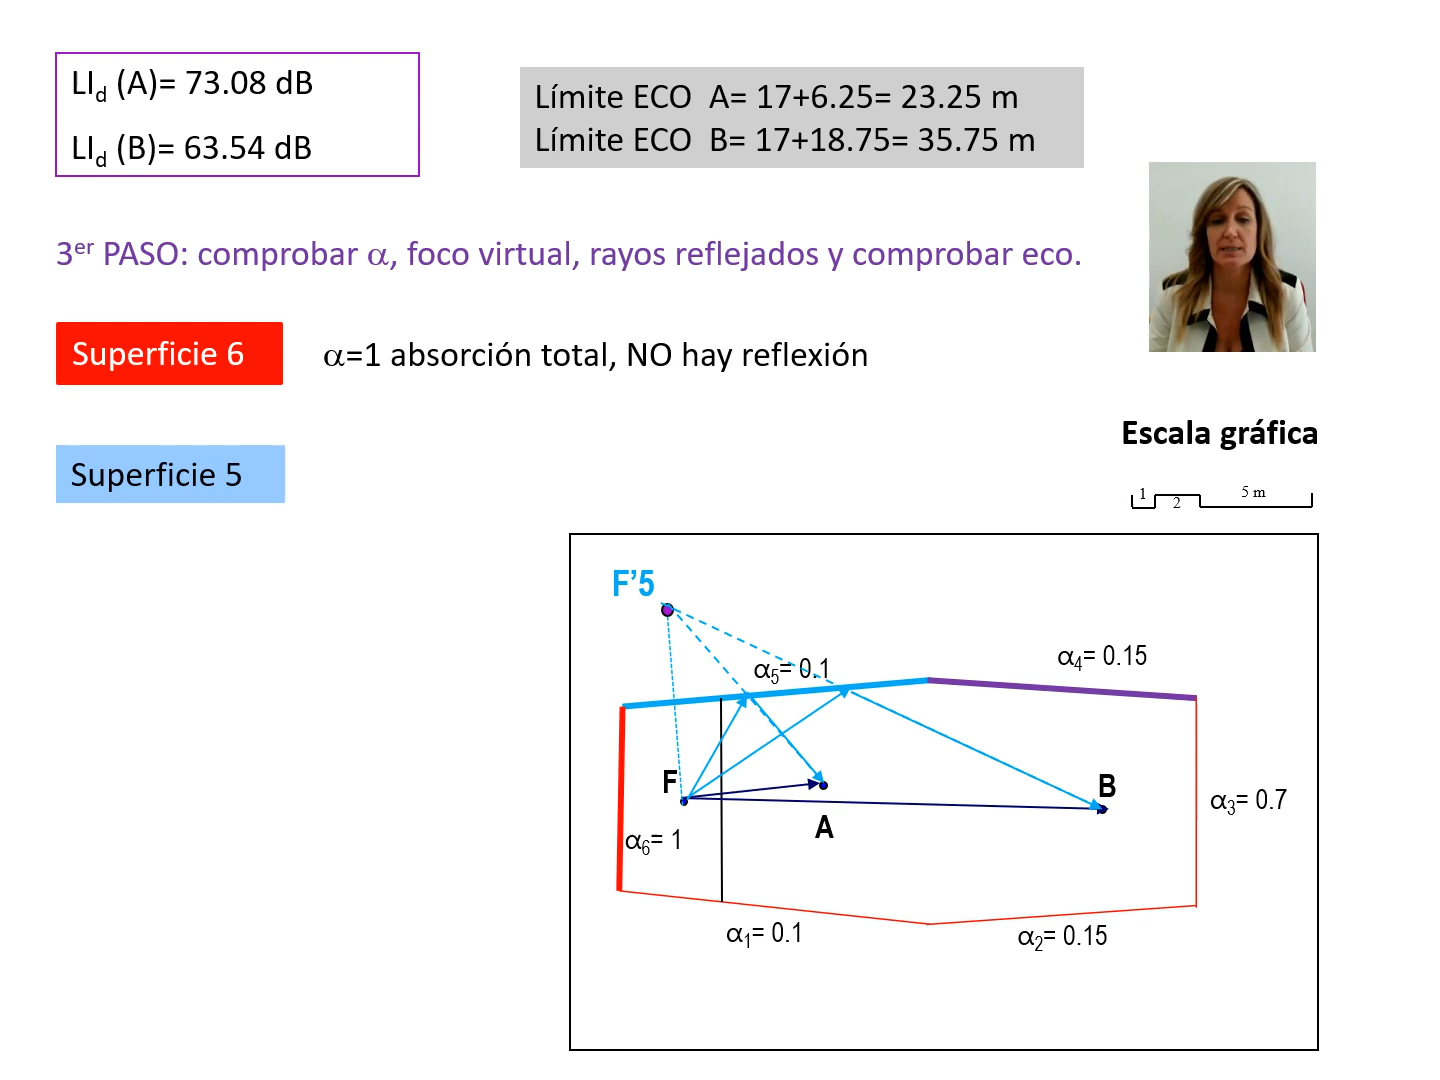 LId (A)= 73.08 dB
LId (B)= 63.54 dB
Límite ECO A= 17+6.25= 23.25 m
Límite ECO B= 17+18.75= 35.75 m
3er PASO: comprobar α, foco virtual, rayos reflejados y comprobar eco.
Superficie 6
α=1 absorción total, NO hay reflexión
Escala gráfica
Superficie 5
1
2
5 m
F’5
α5= 0.1
α4= 0.15
F
B
α3= 0.7
A
α6= 1
α1= 0.1
α2= 0.15